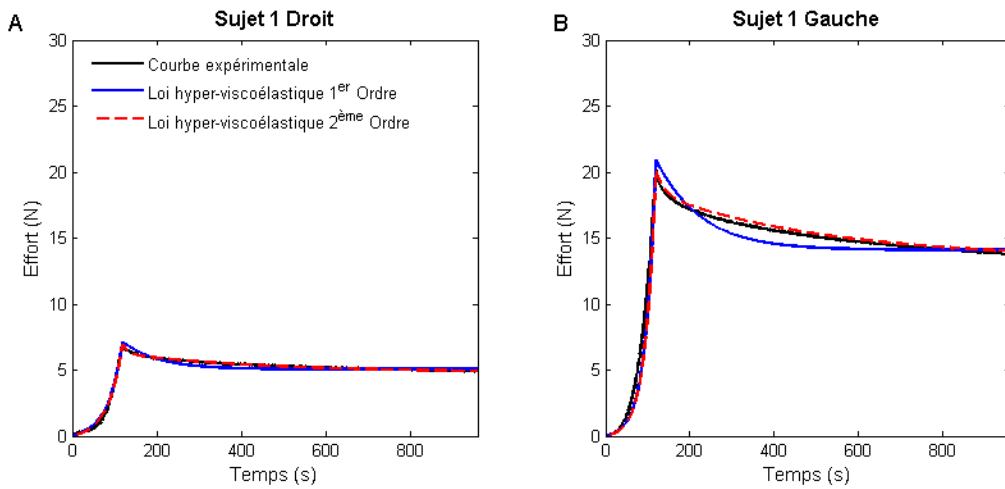 A
Sujet 1 Droit
30
25
20
15
10
5
0
Effort (N)
Courbe expérimentale
Loi hyper-viscoélastique 1er Ordre
Loi hyper-viscoélastique 2ème Ordre
0 200 400 600 800
Temps (s)
B
Sujet 1 Gauche
30
25
20
15
10
5
0
Effort (N)
0 200 400 600 800
Temps (s)